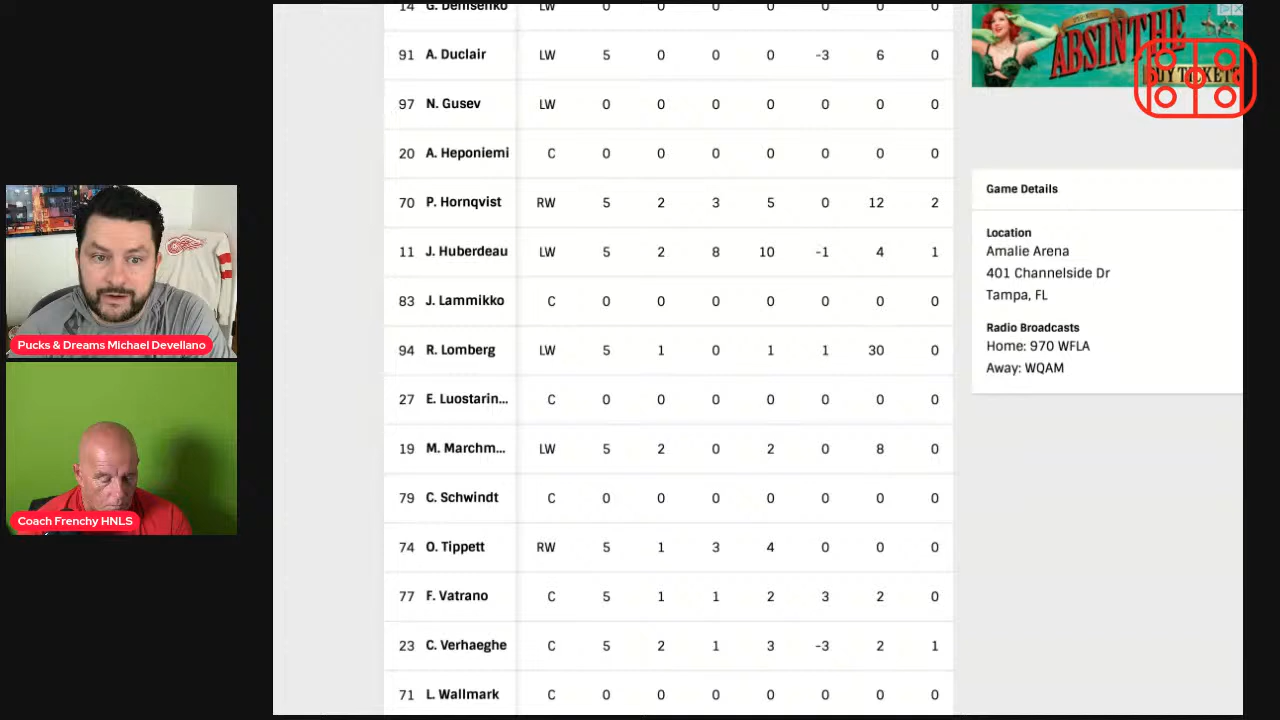 14 G. Denisenko LW 0 0 0 0 0 0 0
91 A. Duclair LW 5 0 0 0 -3 6 0
97 N. Gusev LW 0 0 0 0 0 0 0
20 A. Heponiemi C 0 0 0 0 0 0 0
70 P. Hornqvist RW 5 2 3 5 0 12 2
11 J. Huberdeau LW 5 2 8 10 -1 4 1
83 J. Lammikko C 0 0 0 0 0 0 0
94 R. Lomberg LW 5 1 0 1 1 30 0
27 E. Luostarin... C 0 0 0 0 0 0 0
19 M. Marchm... LW 5 2 0 2 0 8 0
79 C. Schwindt C 0 0 0 0 0 0 0
74 O. Tippett RW 5 1 3 4 0 0 0
77 F. Vatrano C 5 1 1 2 3 2 0
23 C. Verhaeghe C 5 2 1 3 -3 2 1
71 L. Wallmark C 0 0 0 0 0 0 0
ABSINTHE
BUY TICKETS
Game Details
Location
Amalie Arena
401 Channelside Dr
Tampa, FL
Radio Broadcasts
Home: 970 WFLA
Away: WQAM
Pucks & Dreams Michael Devellano
Coach Frenchy HNLS